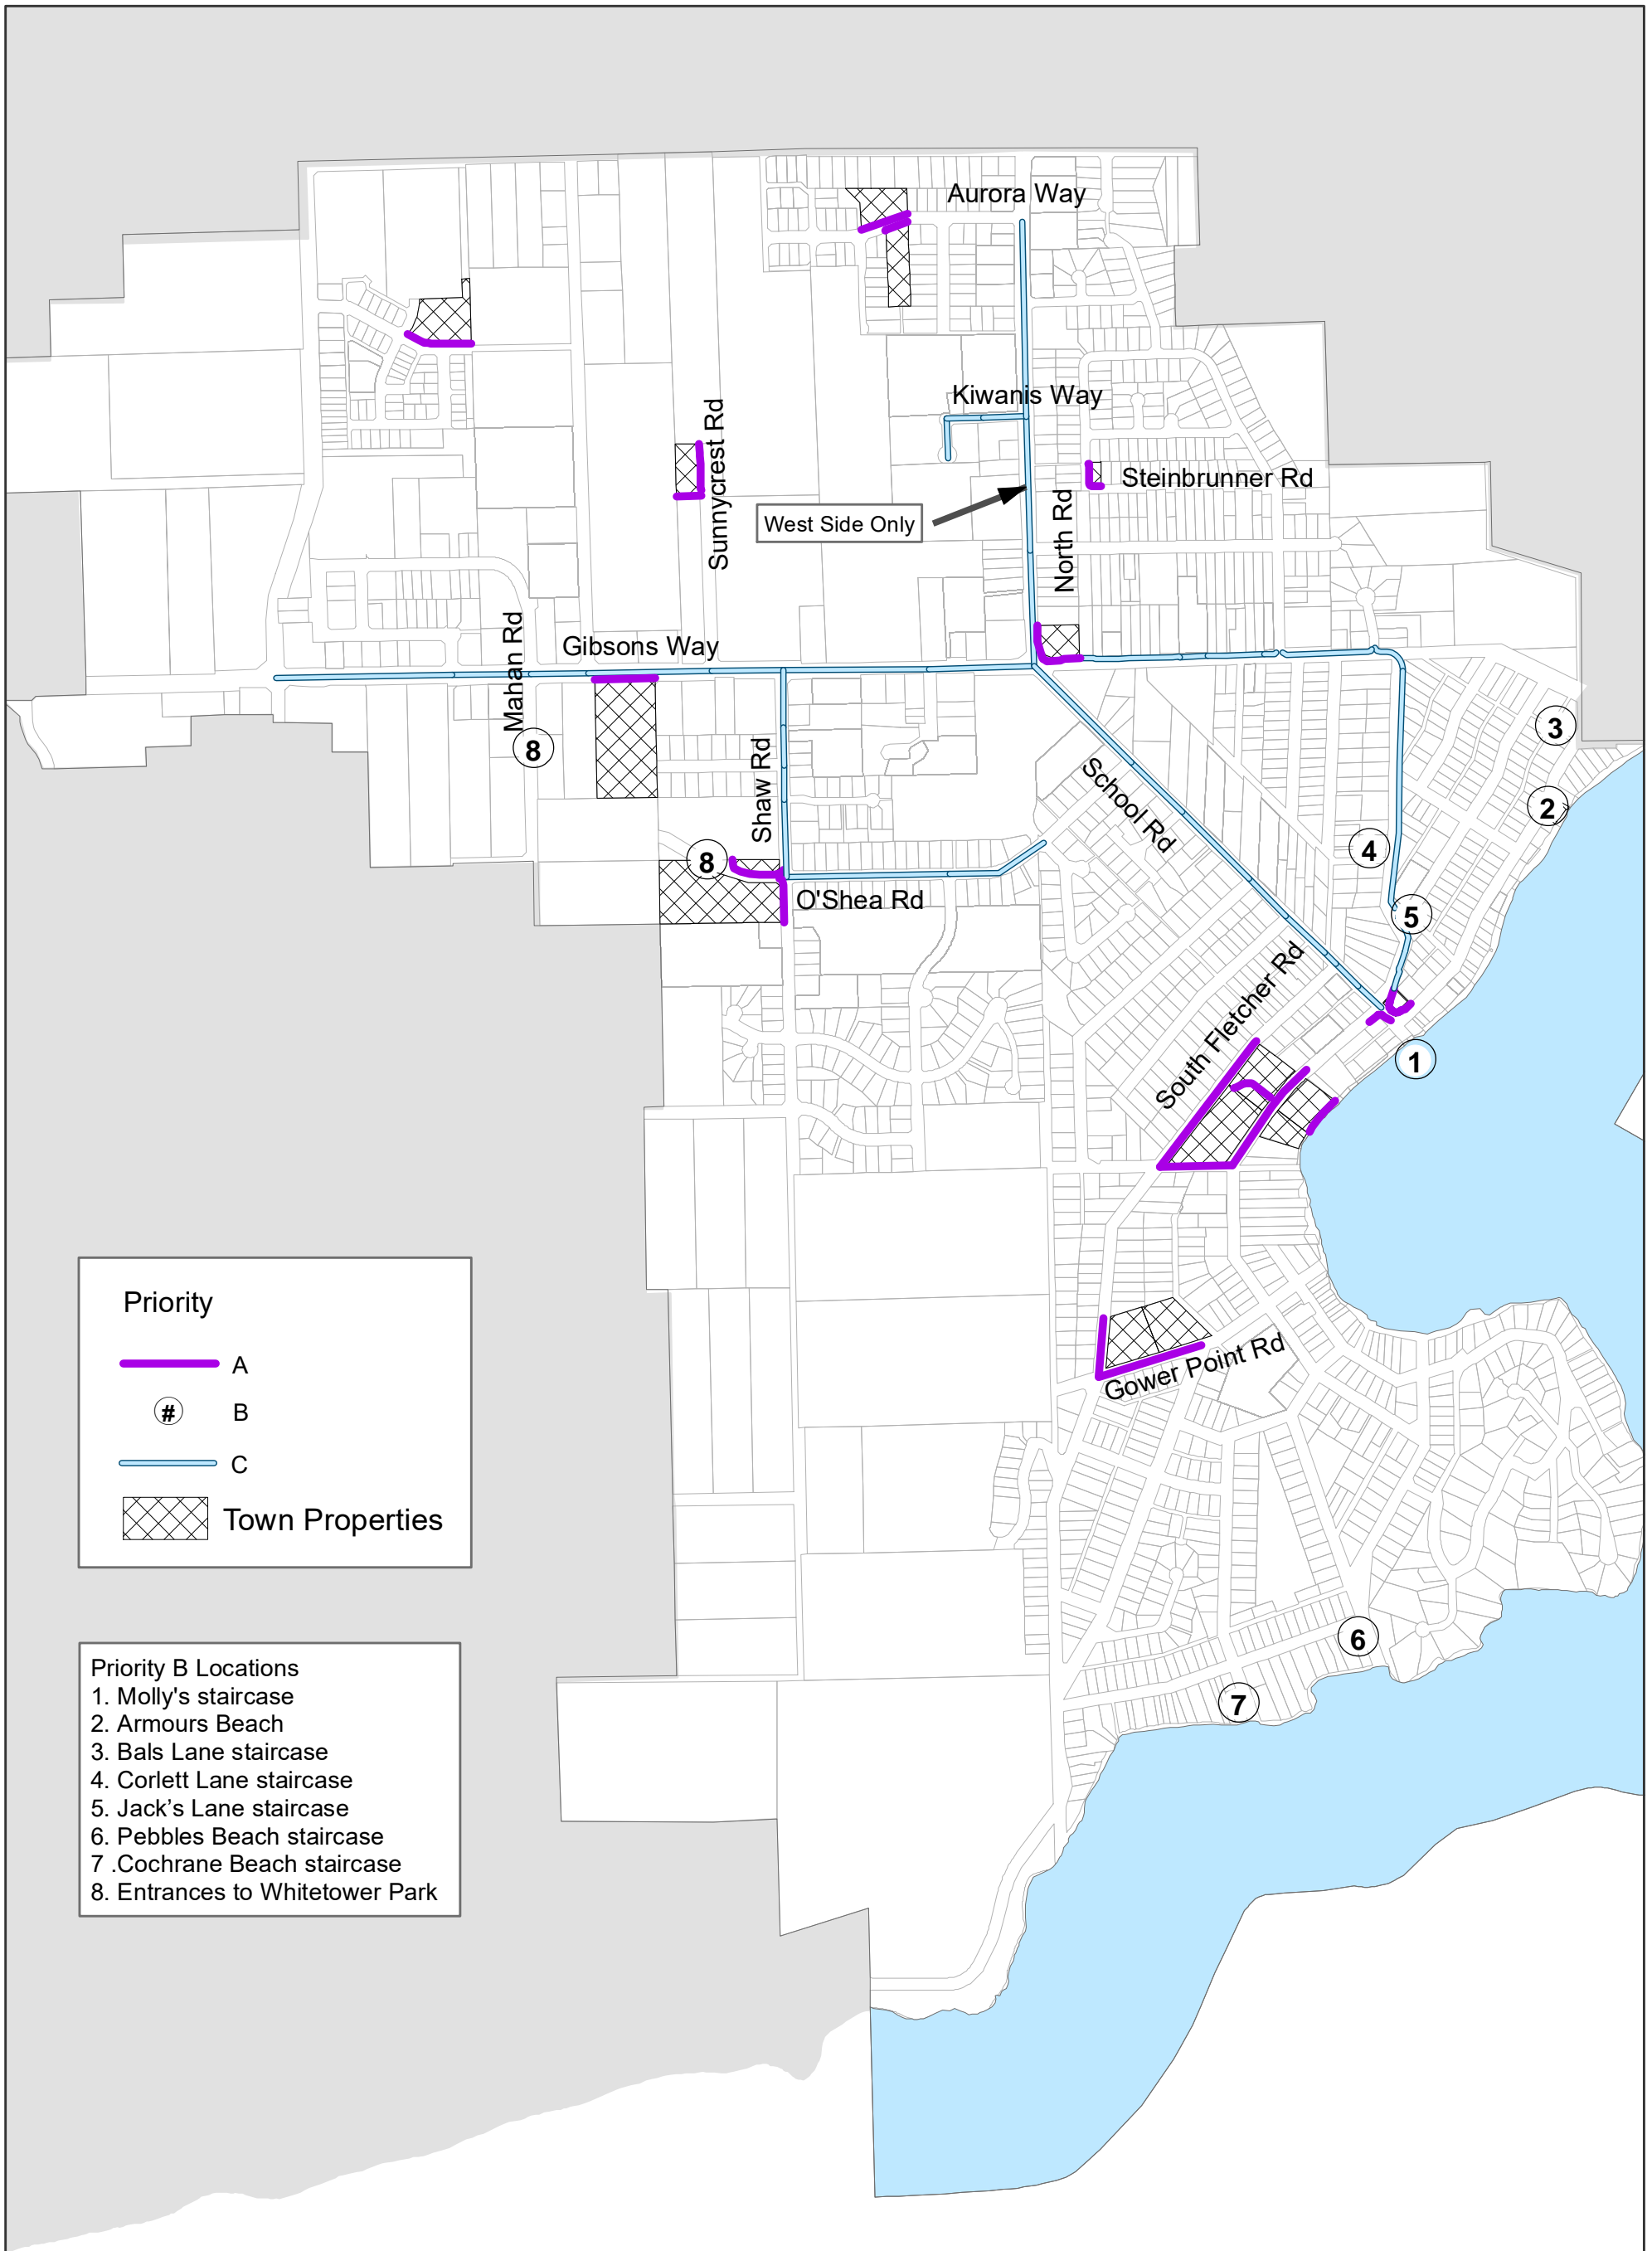 Aurora Way
Kiwanis Way
Steinbrunner Rd
Sunnycrest Rd
West Side Only
North Rd
Mahan Rd
Gibsons Way
3
8
Shaw Rd
School Rd
2
4
8
O'Shea Rd
5
South Fletcher Rd
1
Gower Point Rd
Priority
A
# B
C
Town Properties
6
7
Priority B Locations
1. Molly's staircase
2. Armours Beach
3. Bals Lane staircase
4. Corlett Lane staircase
5. Jack’s Lane staircase
6. Pebbles Beach staircase
7 .Cochrane Beach staircase
8. Entrances to Whitetower Park